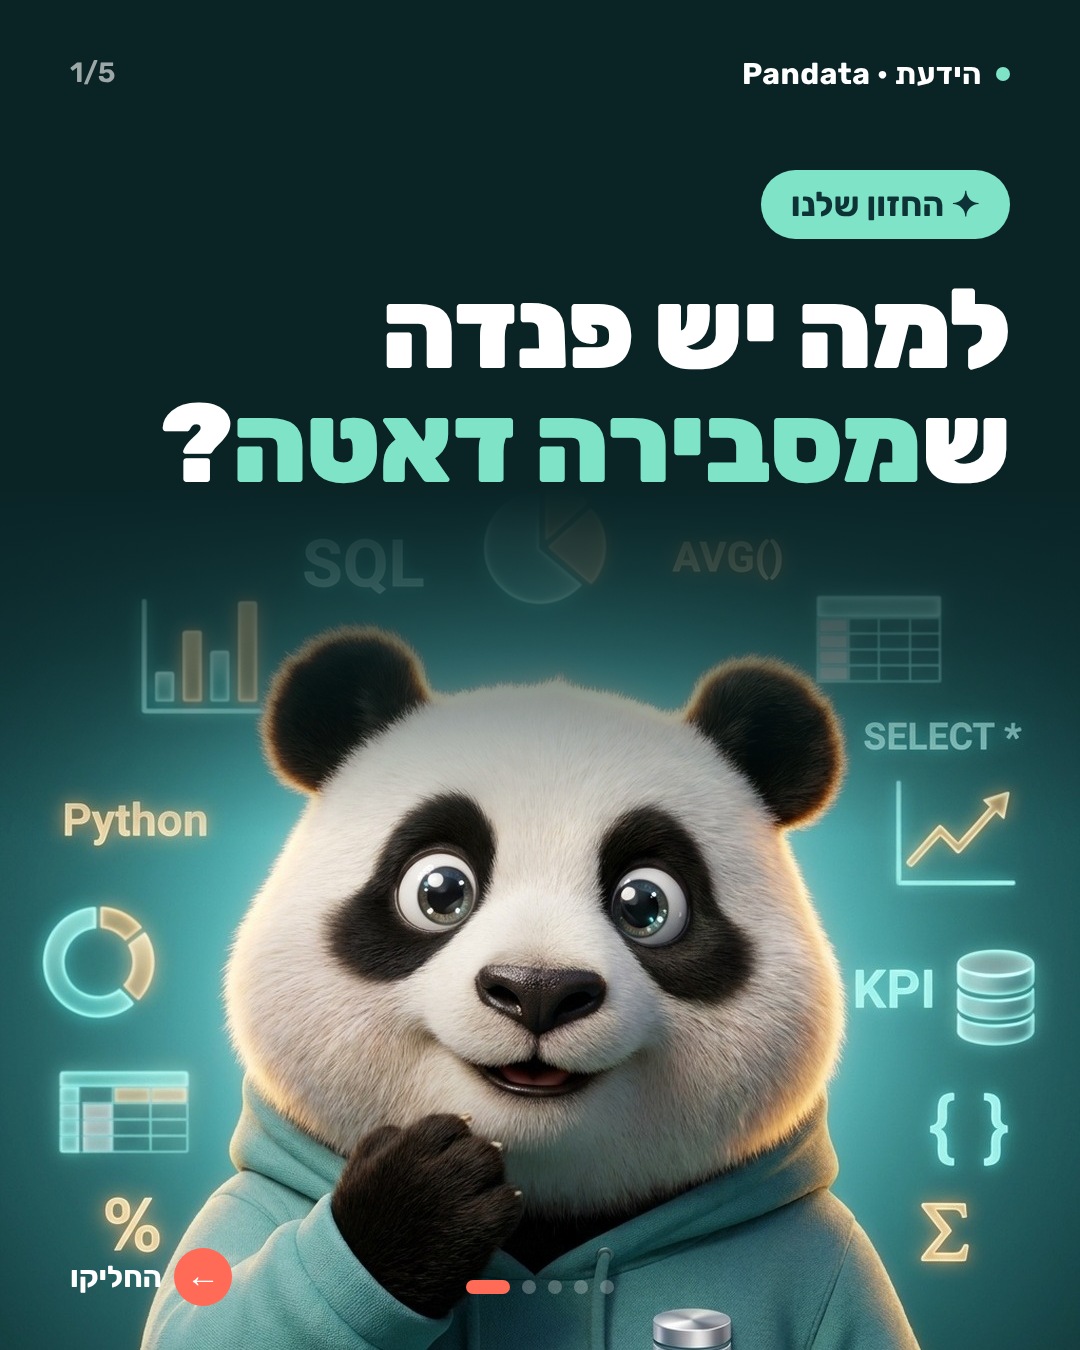 הידעת • Pandata
1/5
✦ החזון שלנו
למה יש פנדה
שמסבירה דאטה?
SQL
AVG()
SELECT *
Python
KPI
{ }
%
Σ
← החליקו